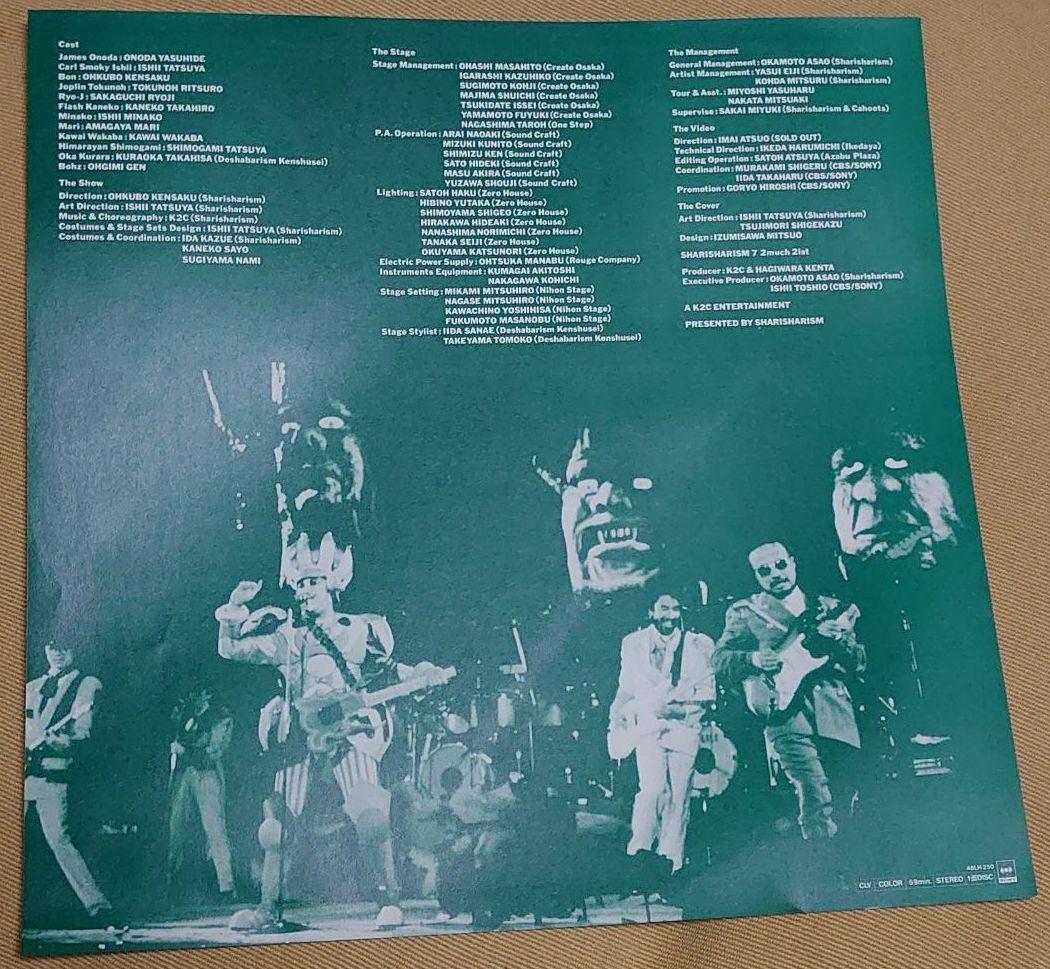 Cast
James Onoda : ONODA YASUHIDE
Carl Smoky Ishii : ISHII TATSUYA
Bon : OHKUBO KENSAKU
Joplin Tokunoh : TOKUNOH RITSURO
Ryo-J : SAKAGUCHI RYOJI
Flash Kaneko : KANEKO TAKAHIRO
Minako : ISHII MINAKO
Mari : AMAGAYA MARI
Kawai Wakaba : KAWAI WAKABA
Himarayan Shimogami : SHIMOGAMI TATSUYA
Oka Kurara : KURAOKA TAKAHISA (Deshabarism Kenshusei)
Bohz : OHGIMI GEN
The Show
Direction : OHKUBO KENSAKU (Sharisharism)
Art Direction : ISHII TATSUYA (Sharisharism)
Music & Choreography : K2C (Sharisharism)
Costumes & Stage Sets Design : ISHII TATSUYA (Sharisharism)
Costumes & Coordination : IDA KAZUE (Sharisharism)
KANEKO SAYO
SUGIYAMA NAMI
The Stage
Stage Management : OHASHI MASAHITO (Create Osaka)
IGARASHI KAZUHIKO (Create Osaka)
SUGIMOTO KOHJI (Create Osaka)
MAJIMA SHUICHI (Create Osaka)
TSUKIDATE ISSEI (Create Osaka)
YAMAMOTO FUYUKI (Create Osaka)
NAGASHIMA TAROH (One Step)
P.A. Operation : ARAI NAOAKI (Sound Craft)
MIZUKI KUNITO (Sound Craft)
SHIMIZU KEN (Sound Craft)
SATO HIDEKI (Sound Craft)
MASU AKIRA (Sound Craft)
YUZAWA SHOUJI (Sound Craft)
Lighting : SATOH HAKU (Zero House)
HIBINO YUTAKA (Zero House)
SHIMOYAMA SHIGEO (Zero House)
HIRAKAWA HIDEAKI (Zero House)
NANASHIMA NORIMICHI (Zero House)
TANAKA SEIJI (Zero House)
OKUYAMA KATSUNORI (Zero House)
Electric Power Supply : OHTSUKA MANABU (Rouge Company)
Instruments Equipment : KUMAGAI AKITOSHI
NAKAGAWA KOHICHI
Stage Setting : MIKAMI MITSUHIRO (Nihon Stage)
NAGASE MITSUHIRO (Nihon Stage)
KAWACHINO YOSHIHISA (Nihon Stage)
FUKUMOTO MASANOBU (Nihon Stage)
Stage Stylist : IIDA SANAE (Deshabarism Kenshusei)
TAKEYAMA TOMOKO (Deshabarism Kenshusei)
The Management
General Management : OKAMOTO ASAO (Sharisharism)
Artist Management : YASUI EIJI (Sharisharism)
KOHDA MITSURU (Sharisharism)
Tour & Asst. : MIYOSHI YASUHARU
NAKATA MITSUAKI
Supervise : SAKAI MIYUKI (Sharisharism & Cahoots)
The Video
Direction : IMAI ATSUO (SOLD OUT)
Technical Direction : IKEDA HARUMICHI (Ikedaya)
Editing Operation : SATOH ATSUYA (Azabu Plaza)
Coordination : MURAKAMI SHIGERU (CBS/SONY)
IIDA TAKAHARU (CBS/SONY)
Promotion : GORYO HIROSHI (CBS/SONY)
The Cover
Art Direction : ISHII TATSUYA (Sharisharism)
TSUJIMORI SHIGEKAZU
Design : IZUMISAWA MITSUO
SHARISHARISM 7 2much 2ist
Producer : K2C & HAGIWARA KENTA
Executive Producer : OKAMOTO ASAO (Sharisharism)
ISHII TOSHIO (CBS/SONY)
A K2C ENTERTAINMENT
PRESENTED BY SHARISHARISM
48LH 250
CLV COLOR 59min. STEREO 1面DISC